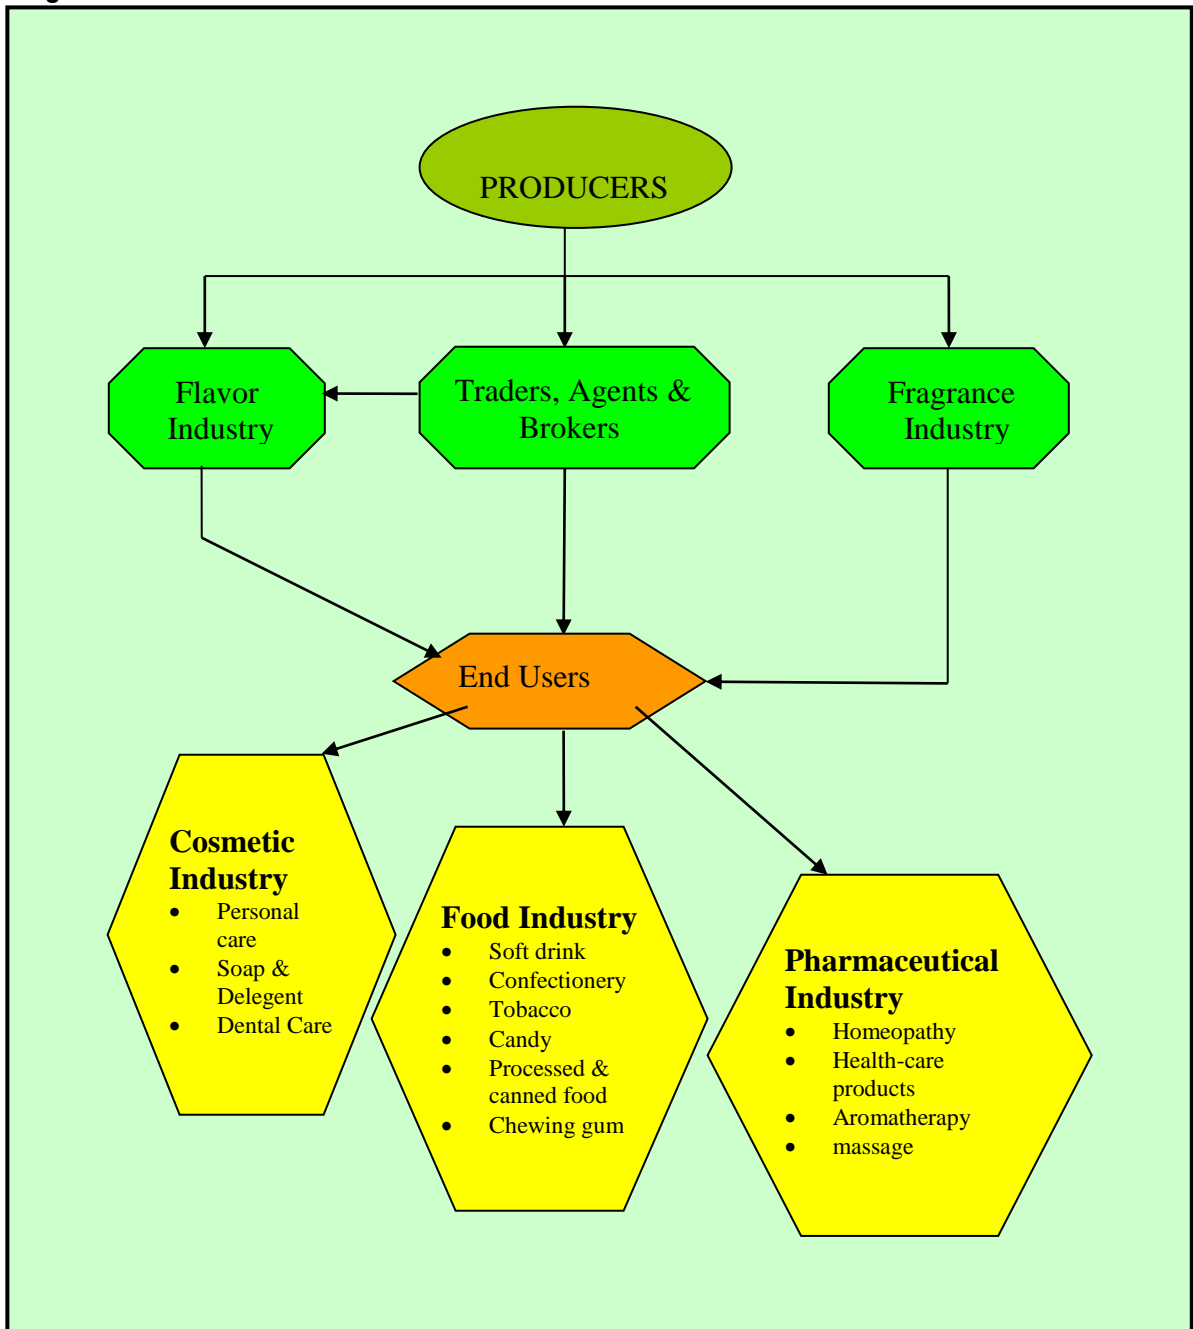 PRODUCERS
Flavor
Industry
Traders, Agents &
Brokers
Fragrance
Industry
End Users
Cosmetic
Industry
• Personal
care
• Soap &
Delegent
• Dental Care
Food Industry
• Soft drink
• Confectionery
• Tobacco
• Candy
• Processed &
canned food
• Chewing gum
Pharmaceutical
Industry
• Homeopathy
• Health-care
products
• Aromatherapy
• massage